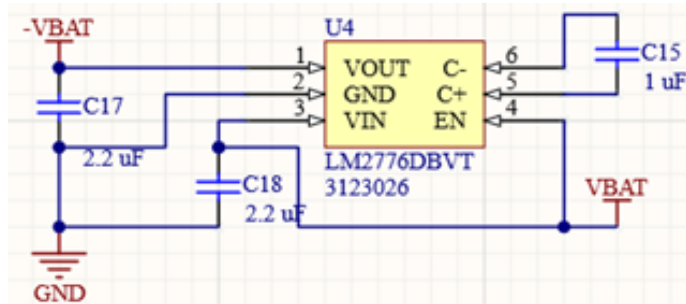 -VBAT
U4
1
VOUT
C-
6
C15
2
GND
C+
5
1 uF
C17
3
VIN
EN
4
2.2 uF
LM2776DBVT
C18
3123026
VBAT
2.2 uF
GND